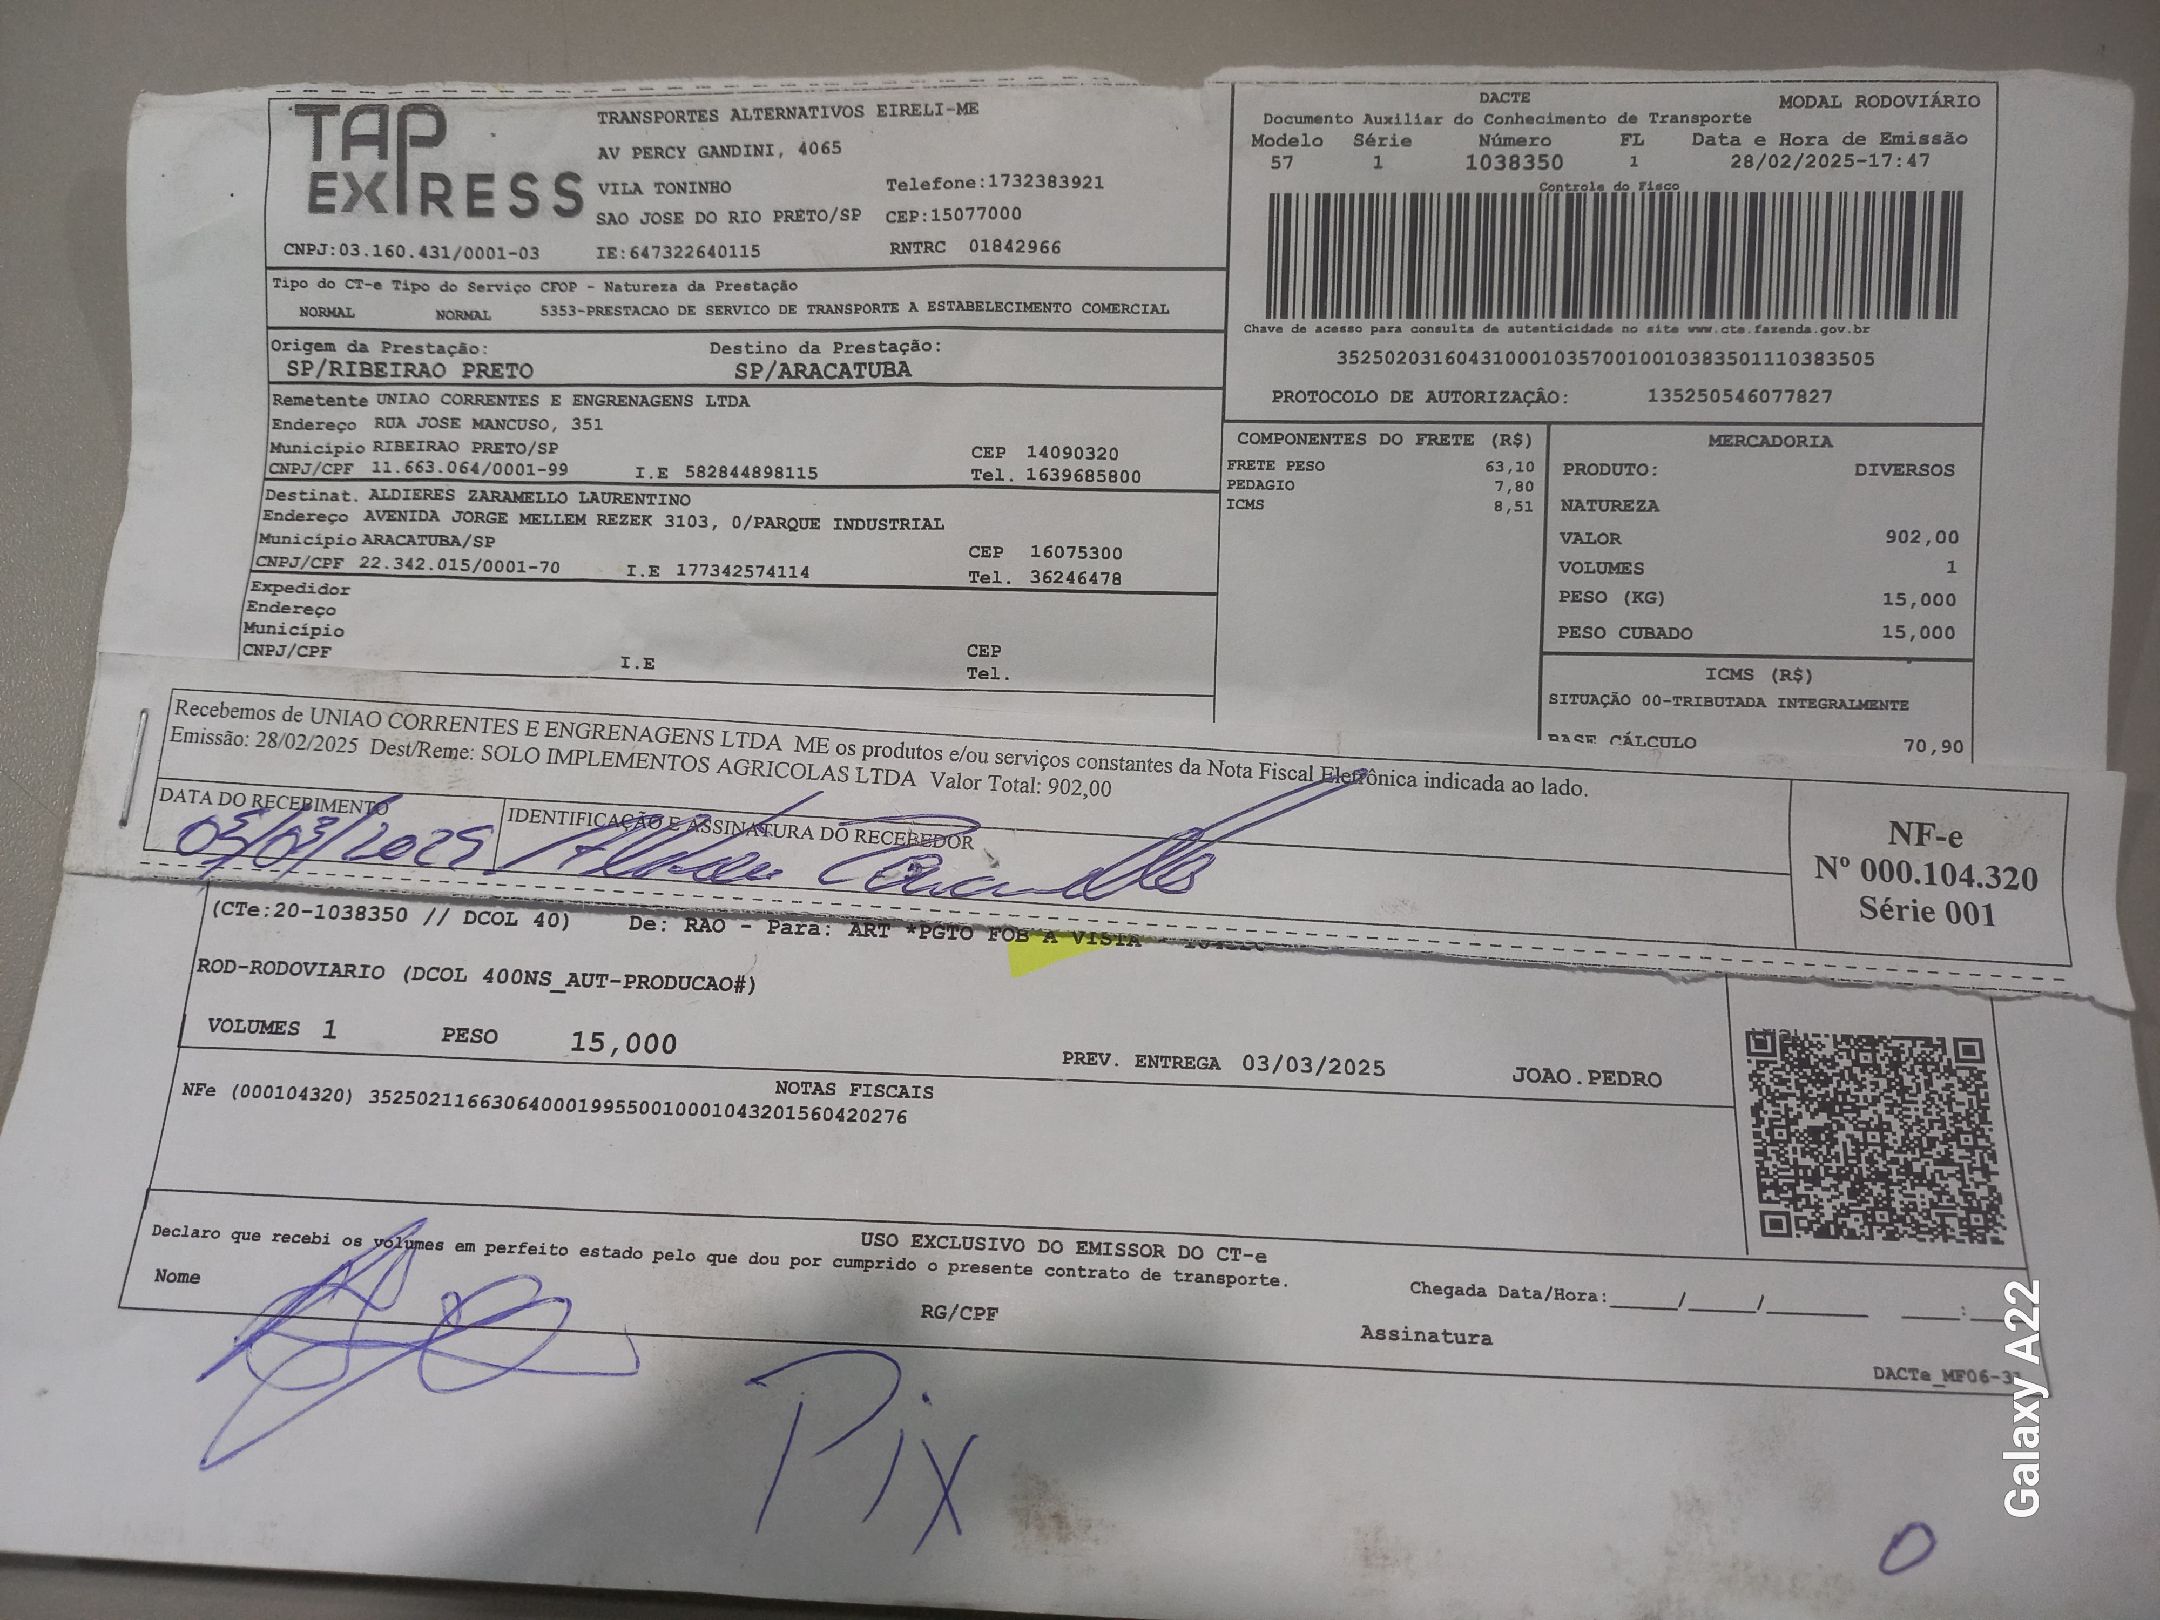 TAP EXPRESS
TRANSPORTES ALTERNATIVOS EIRELI-ME
AV PERCY GANDINI, 4065
VILA TONINHO Telefone:1732383921
SAO JOSE DO RIO PRETO/SP CEP:15077000
CNPJ:03.160.431/0001-03 IE:647322640115 RNTRC 01842966
DACTE MODAL RODOVIÁRIO
Documento Auxiliar do Conhecimento de Transporte
Modelo Série Número FL Data e Hora de Emissão
57 1 1038350 1 28/02/2025-17:47
Controle do Fisco
Chave de acesso para consulta de autenticidade no site www.cte.fazenda.gov.br
35250203160431000103570010010383501110383505
PROTOCOLO DE AUTORIZAÇÂO: 135250546077827
Tipo do CT-e Tipo do Serviço CFOP - Natureza da Prestação
NORMAL NORMAL 5353-PRESTACAO DE SERVICO DE TRANSPORTE A ESTABELECIMENTO COMERCIAL
Origem da Prestação: Destino da Prestação:
SP/RIBEIRAO PRETO SP/ARACATUBA
Remetente UNIAO CORRENTES E ENGRENAGENS LTDA
Endereço RUA JOSE MANCUSO, 351
Município RIBEIRAO PRETO/SP CEP 14090320
CNPJ/CPF 11.663.064/0001-99 I.E 582844898115 Tel. 1639685800
Destinat. ALDIERES ZARAMELLO LAURENTINO
Endereço AVENIDA JORGE MELLEM REZEK 3103, 0/PARQUE INDUSTRIAL
Município ARACATUBA/SP CEP 16075300
CNPJ/CPF 22.342.015/0001-70 I.E 177342574114 Tel. 36246478
Expedidor
Endereço
Município CEP
CNPJ/CPF I.E Tel.
COMPONENTES DO FRETE (R$)
FRETE PESO 63,10
PEDAGIO 7,80
ICMS 8,51
MERCADORIA
PRODUTO: DIVERSOS
NATUREZA
VALOR 902,00
VOLUMES 1
PESO (KG) 15,000
PESO CUBADO 15,000
ICMS (R$)
SITUAÇÃO 00-TRIBUTADA INTEGRALMENTE
BASE CÁLCULO 70,90
Recebemos de UNIAO CORRENTES E ENGRENAGENS LTDA ME os produtos e/ou serviços constantes da Nota Fiscal Eletrônica indicada ao lado.
Emissão: 28/02/2025 Dest/Reme: SOLO IMPLEMENTOS AGRICOLAS LTDA Valor Total: 902,00
DATA DO RECEBIMENTO IDENTIFICAÇÃO E ASSINATURA DO RECEBEDOR
NF-e
Nº 000.104.320
Série 001
(CTe:20-1038350 // DCOL 40) De: RAO - Para: ART *PGTO FOB A VISTA
ROD-RODOVIARIO (DCOL 400NS_AUT-PRODUCAO#)
VOLUMES 1 PESO 15,000 PREV. ENTREGA 03/03/2025 JOAO.PEDRO
NOTAS FISCAIS
NFe (000104320) 35250211663064000199550010001043201560420276
USO EXCLUSIVO DO EMISSOR DO CT-e
Declaro que recebi os volumes em perfeito estado pelo que dou por cumprido o presente contrato de transporte.
Nome RG/CPF Assinatura
Chegada Data/Hora:_____/_____/_______ ____:
Pix
Galaxy A22